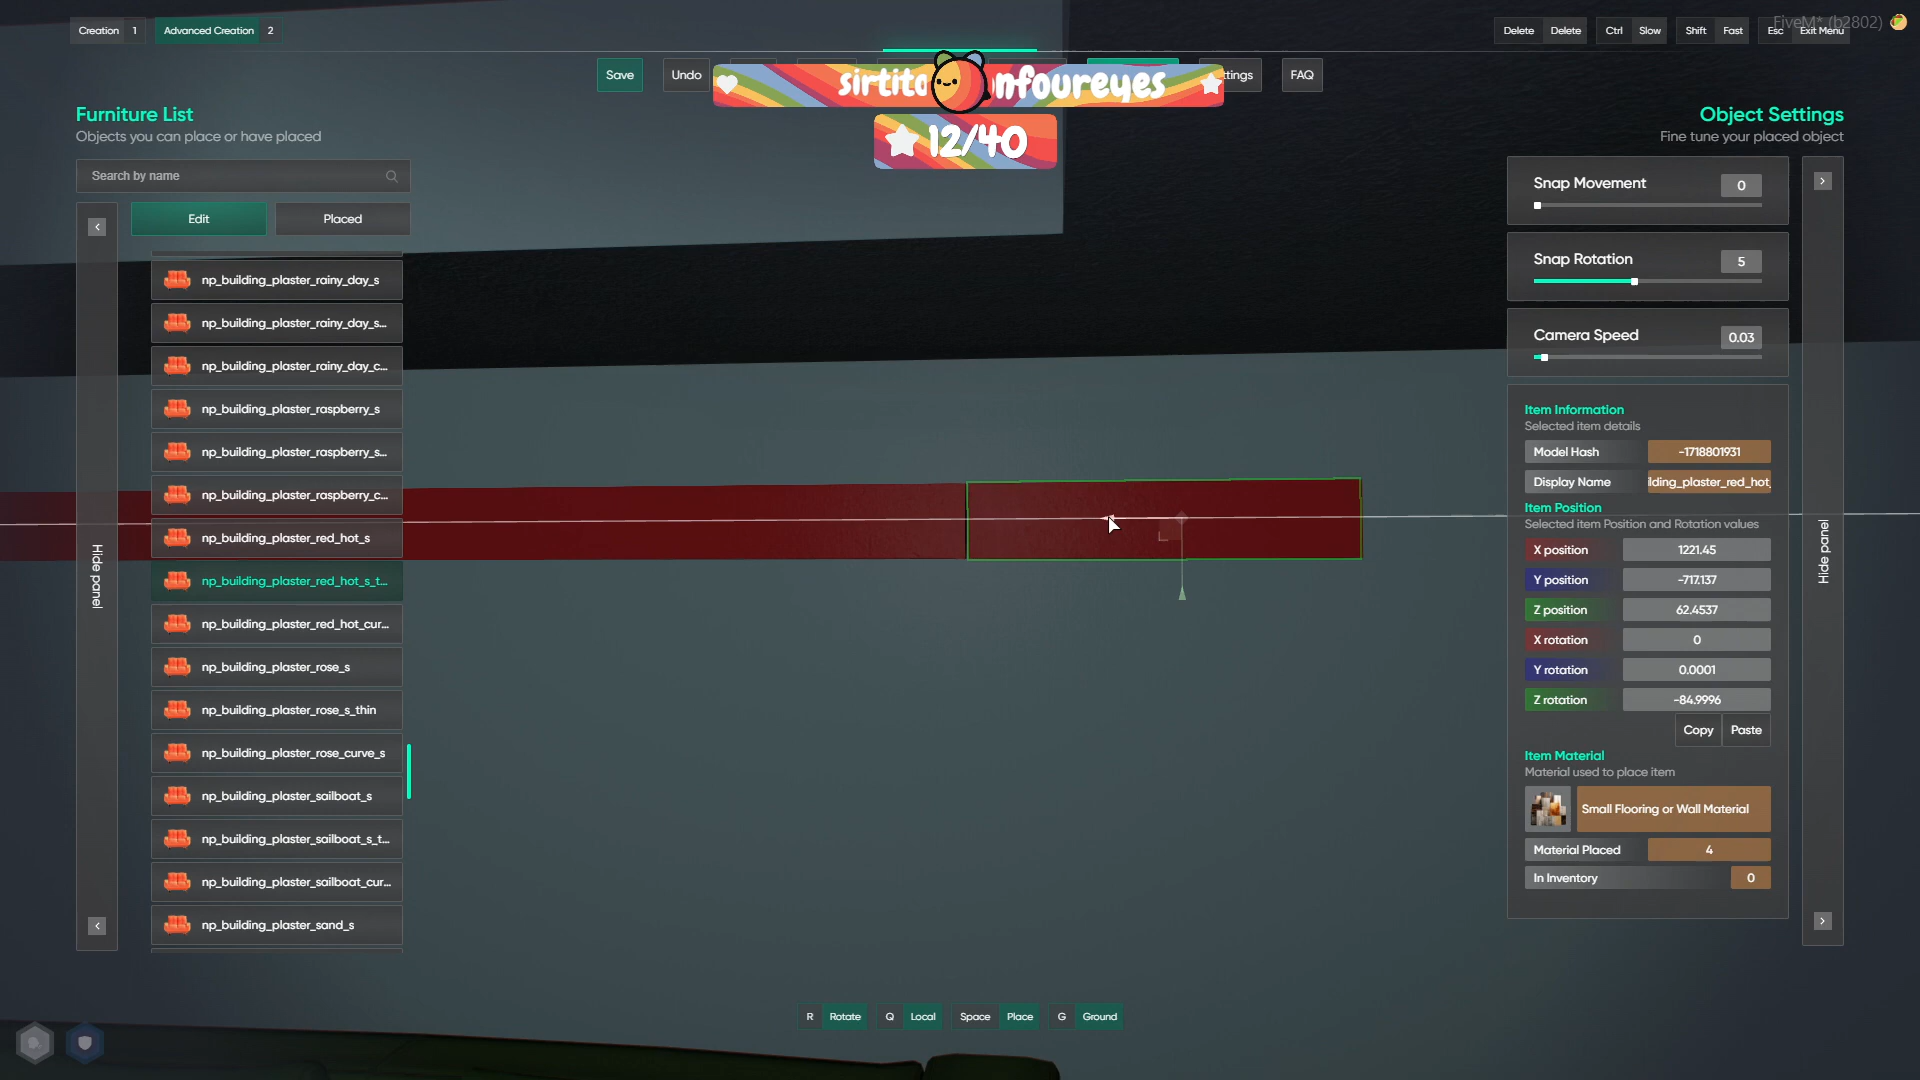 Creation 1
Advanced Creation 2
Delete Delete
Ctrl Slow
Shift Fast
Esc Exit Menu
FiveM* (b2802)
Save
Undo
FAQ
12/40
Furniture List
Objects you can place or have placed
Search by name
Edit
Placed
Hide panel
np_building_plaster_rainy_day_s
np_building_plaster_rainy_day_s...
np_building_plaster_rainy_day_c...
np_building_plaster_raspberry_s
np_building_plaster_raspberry_s...
np_building_plaster_raspberry_c...
np_building_plaster_red_hot_s
np_building_plaster_red_hot_s_t...
np_building_plaster_red_hot_cur...
np_building_plaster_rose_s
np_building_plaster_rose_s_thin
np_building_plaster_rose_curve_s
np_building_plaster_sailboat_s
np_building_plaster_sailboat_s_t...
np_building_plaster_sailboat_cur...
np_building_plaster_sand_s
Object Settings
Fine tune your placed object
Snap Movement 0
Snap Rotation 5
Camera Speed 0.03
Item Information
Selected item details
Model Hash -1718801931
Display Name ilding_plaster_red_hot_
Item Position
Selected item Position and Rotation values
X position 1221.45
Y position -717.137
Z position 62.4537
X rotation 0
Y rotation 0.0001
Z rotation -84.9996
Copy Paste
Item Material
Material used to place item
Small Flooring or Wall Material
Material Placed 4
In Inventory 0
Hide panel
R Rotate
Q Local
Space Place
G Ground